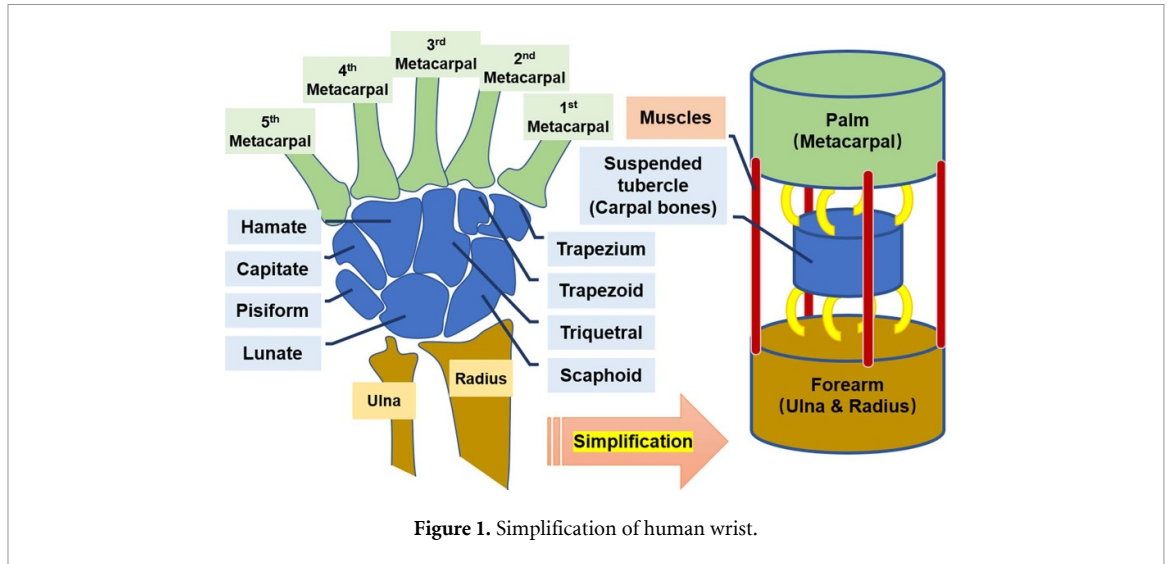 3rd
Metacarpal
2nd
Metacarpal
4th
Metacarpal
1st
Metacarpal
5th
Metacarpal
Hamate
Capitate
Pisiform
Lunate
Trapezium
Trapezoid
Triquetral
Scaphoid
Ulna
Radius
Simplification
Muscles
Suspended
tubercle
(Carpal bones)
Palm
(Metacarpal)
Forearm
(Ulna & Radius)
Figure 1. Simplification of human wrist.